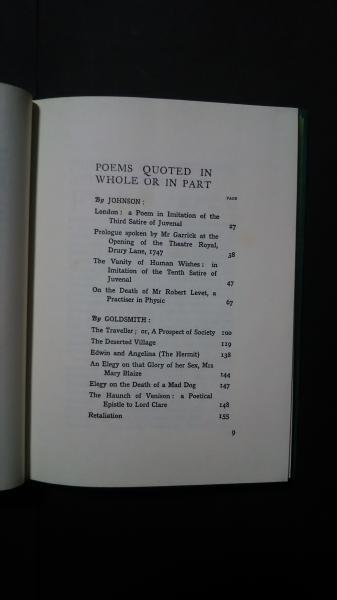 POEMS QUOTED IN
WHOLE OR IN PART
PAGE
By JOHNSON :
London : a Poem in Imitation of the
Third Satire of Juvenal 27
Prologue spoken by Mr Garrick at the
Opening of the Theatre Royal,
Drury Lane, 1747 38
The Vanity of Human Wishes : in
Imitation of the Tenth Satire of
Juvenal 47
On the Death of Mr Robert Levet, a
Practiser in Physic 67
By GOLDSMITH :
The Traveller ; or, A Prospect of Society 100
The Deserted Village 119
Edwin and Angelina (The Hermit) 138
An Elegy on that Glory of her Sex, Mrs
Mary Blaize 144
Elegy on the Death of a Mad Dog 147
The Haunch of Venison : a Poetical
Epistle to Lord Clare 148
Retaliation 155
9